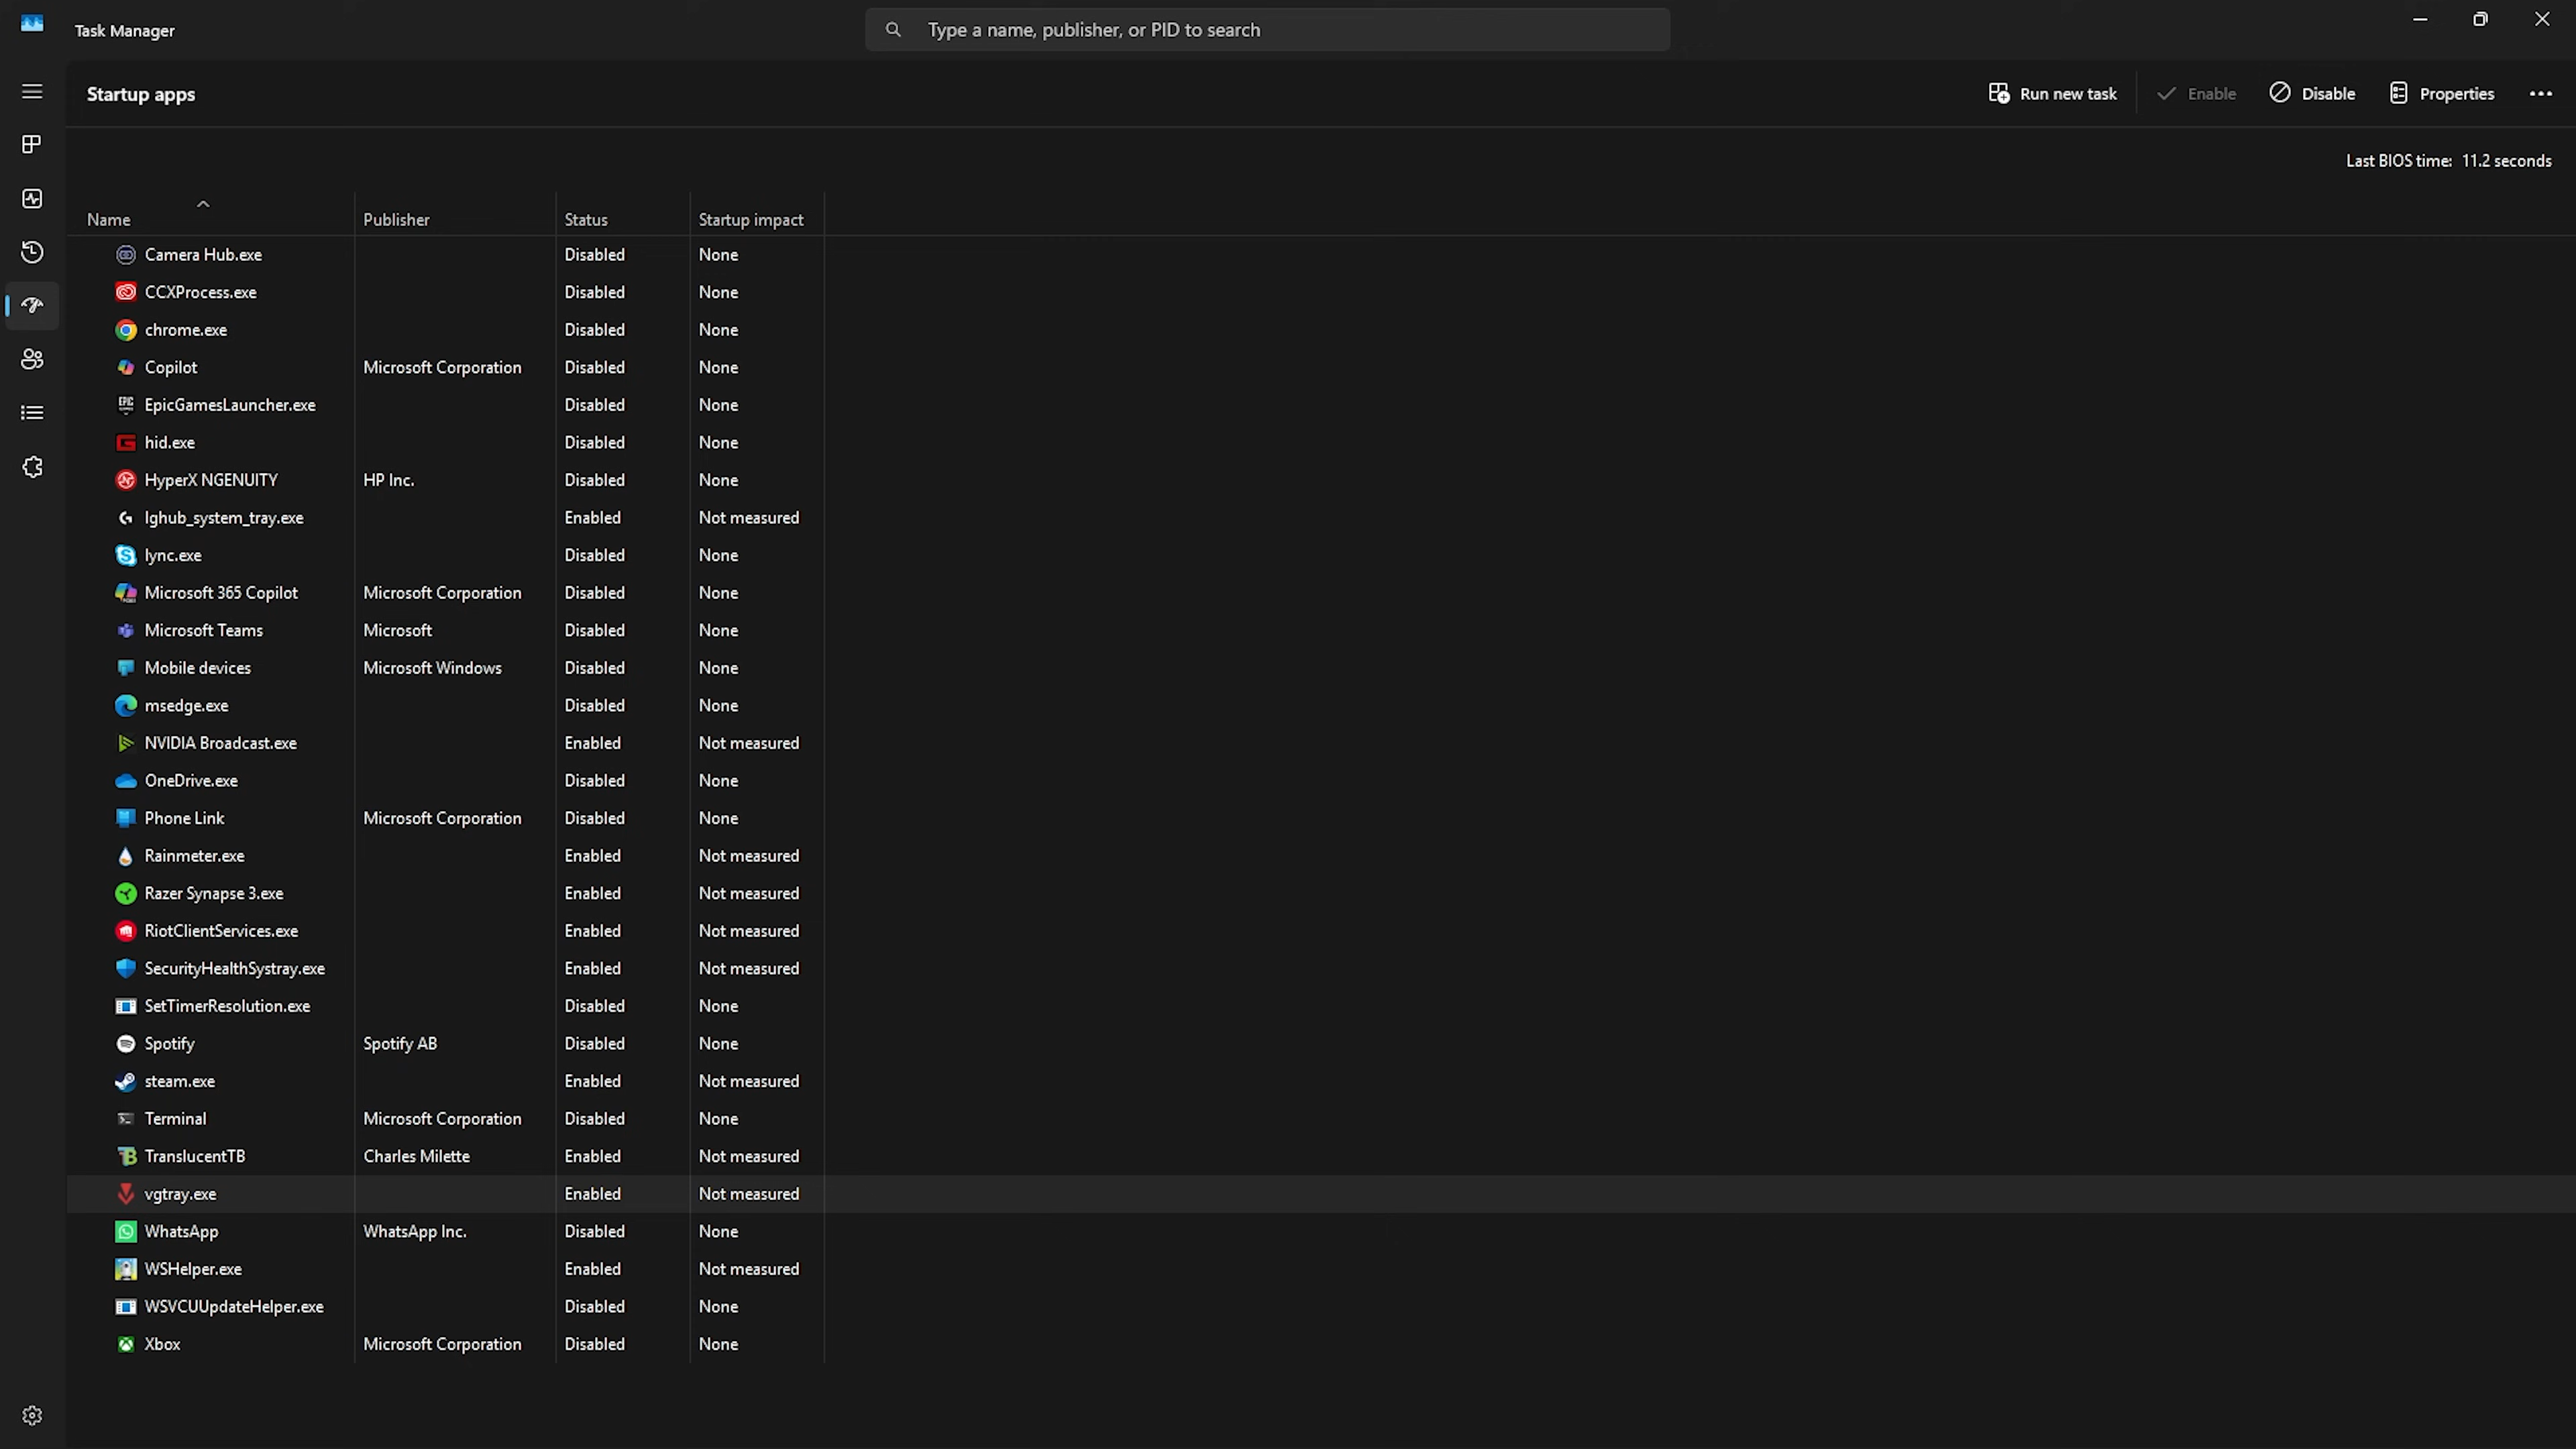 Task Manager
Type a name, publisher, or PID to search
Startup apps
Run new task Enable Disable Properties
Last BIOS time: 11.2 seconds
Name Publisher Status Startup impact
Camera Hub.exe Disabled None
CCXProcess.exe Disabled None
chrome.exe Disabled None
Copilot Microsoft Corporation Disabled None
EpicGamesLauncher.exe Disabled None
hid.exe Disabled None
HyperX NGENUITY HP Inc. Disabled None
lghub_system_tray.exe Enabled Not measured
lync.exe Disabled None
Microsoft 365 Copilot Microsoft Corporation Disabled None
Microsoft Teams Microsoft Disabled None
Mobile devices Microsoft Windows Disabled None
msedge.exe Disabled None
NVIDIA Broadcast.exe Enabled Not measured
OneDrive.exe Disabled None
Phone Link Microsoft Corporation Disabled None
Rainmeter.exe Enabled Not measured
Razer Synapse 3.exe Enabled Not measured
RiotClientServices.exe Enabled Not measured
SecurityHealthSystray.exe Enabled Not measured
SetTimerResolution.exe Disabled None
Spotify Spotify AB Disabled None
steam.exe Enabled Not measured
Terminal Microsoft Corporation Disabled None
TranslucentTB Charles Milette Enabled Not measured
vgtray.exe Enabled Not measured
WhatsApp WhatsApp Inc. Disabled None
WSHelper.exe Enabled Not measured
WSVCUUpdateHelper.exe Disabled None
Xbox Microsoft Corporation Disabled None